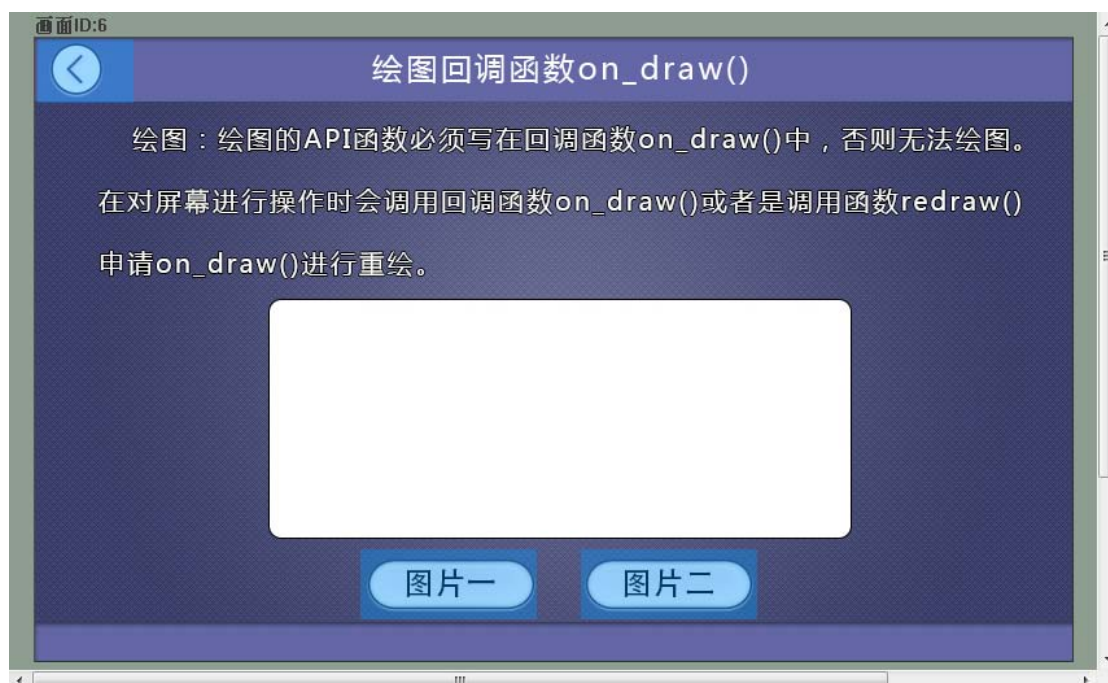 画面ID:6
绘图回调函数on_draw()
绘图：绘图的API函数必须写在回调函数on_draw()中，否则无法绘图。
在对屏幕进行操作时会调用回调函数on_draw()或者是调用函数redraw()
申请on_draw()进行重绘。
图片一
图片二